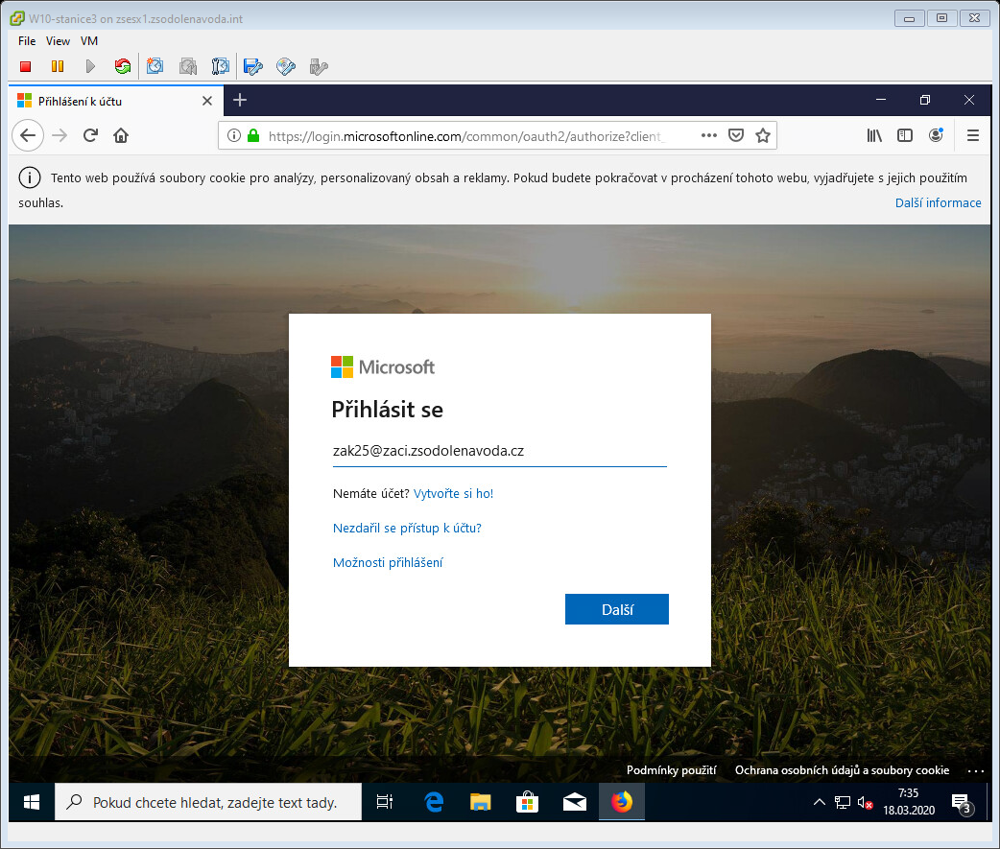 W10-stanice3 on zsesx1.zsodolenavoda.int
File View VM
Přihlášení k účtu
https://login.microsoftonline.com/common/oauth2/authorize?client_
Tento web používá soubory cookie pro analýzy, personalizovaný obsah a reklamy. Pokud budete pokračovat v procházení tohoto webu, vyjadřujete s jejich použitím
souhlas.
Další informace
Microsoft
Přihlásit se
zak25@zaci.zsodolenavoda.cz
Nemáte účet? Vytvořte si ho!
Nezdařil se přístup k účtu?
Možnosti přihlášení
Další
Podmínky použití Ochrana osobních údajů a soubory cookie ...
Pokud chcete hledat, zadejte text tady.
7:35
18.03.2020
3